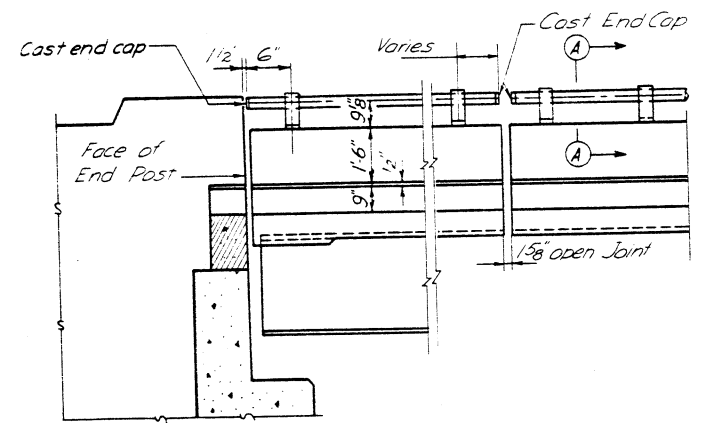 Cast End Cap
Cast end cap
1½"
6"
Varies
A
9⅛"
Face of
End Post
1'-6"
½"
A
9"
1⅝" open Joint